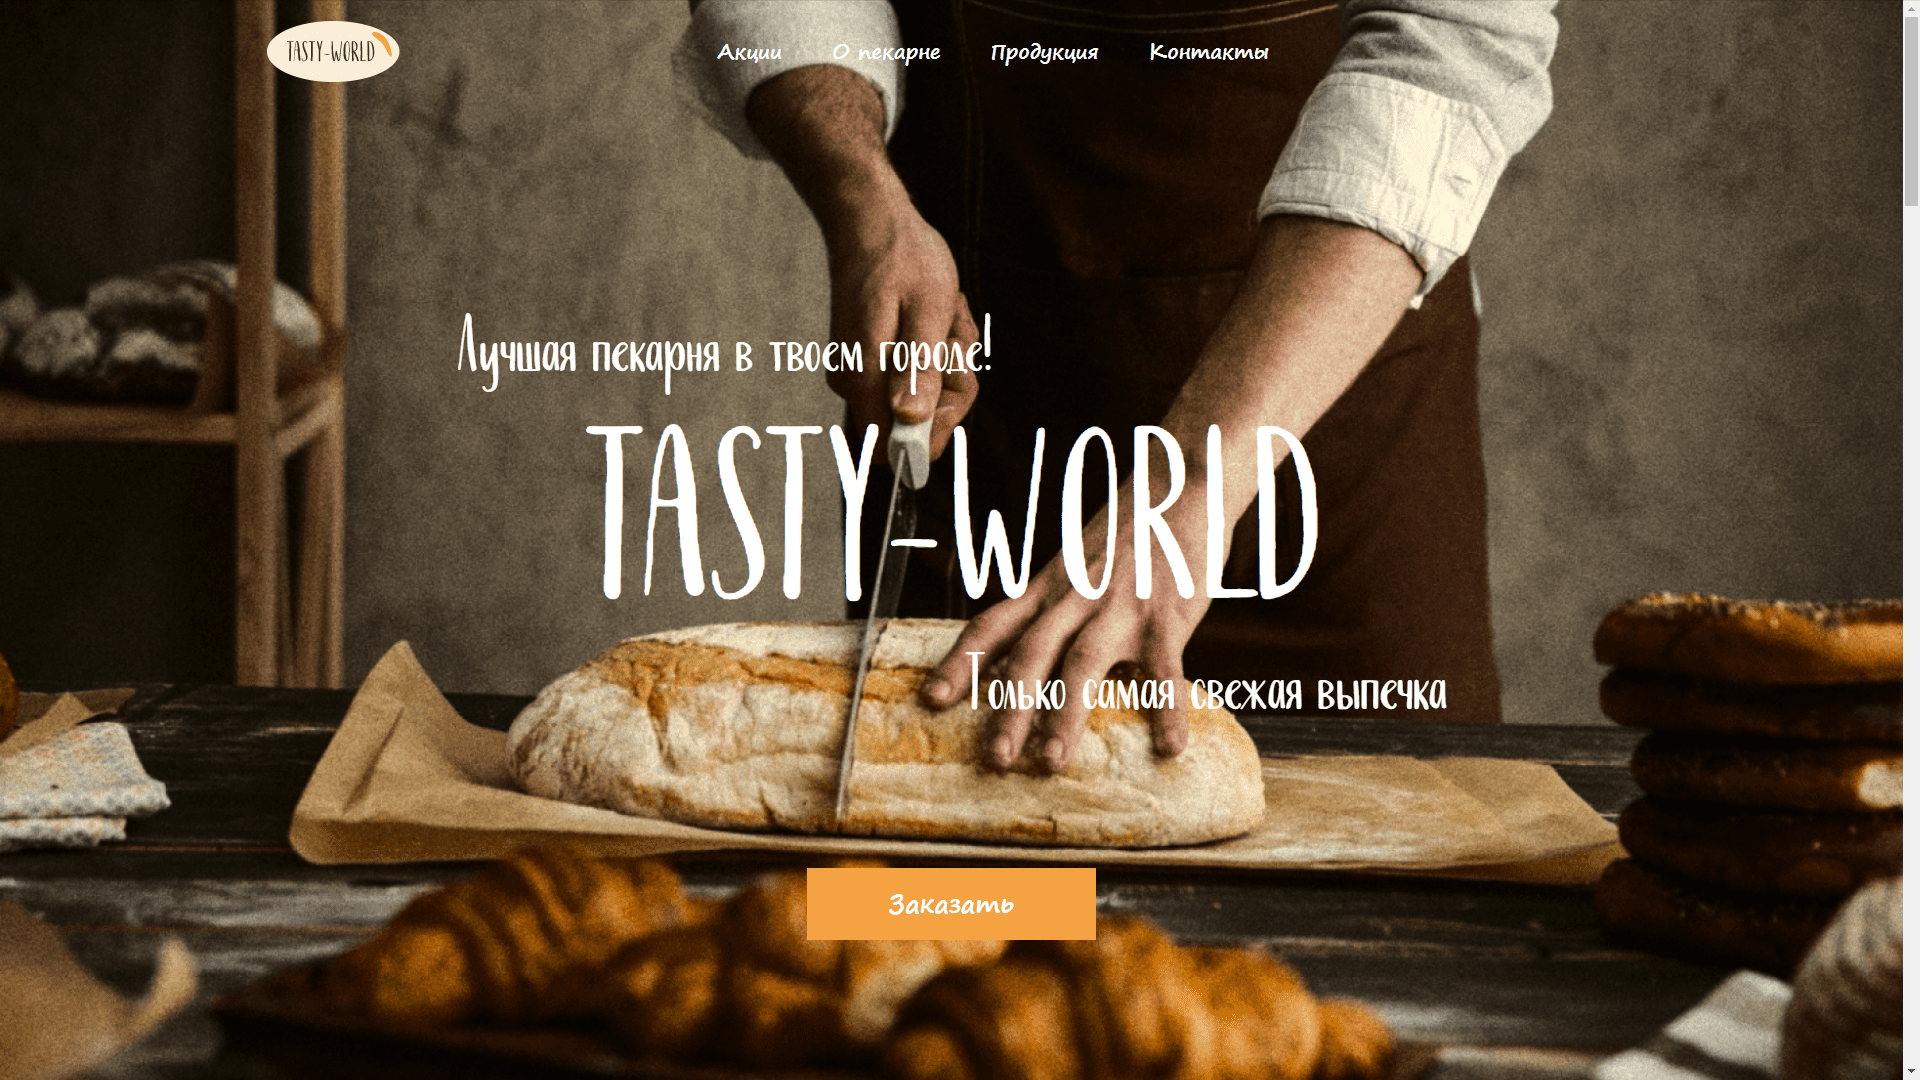 TASTY-WORLD
Акции О пекарне Продукция Контакты
Лучшая пекарня в твоем городе!
TASTY-WORLD
Только самая свежая выпечка
Заказать